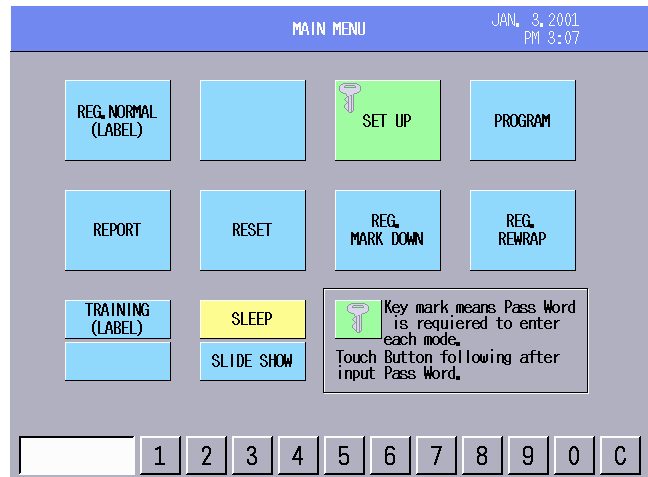 MAIN MENU
JAN. 3.2001
PM 3:07
REG.NORMAL
(LABEL)
SET UP
PROGRAM
REPORT
RESET
REG.
MARK DOWN
REG.
REWRAP
TRAINING
(LABEL)
SLEEP
SLIDE SHOW
Key mark means Pass Word
is requiered to enter
each mode.
Touch Button following after
input Pass Word.
1 2 3 4 5 6 7 8 9 0 C